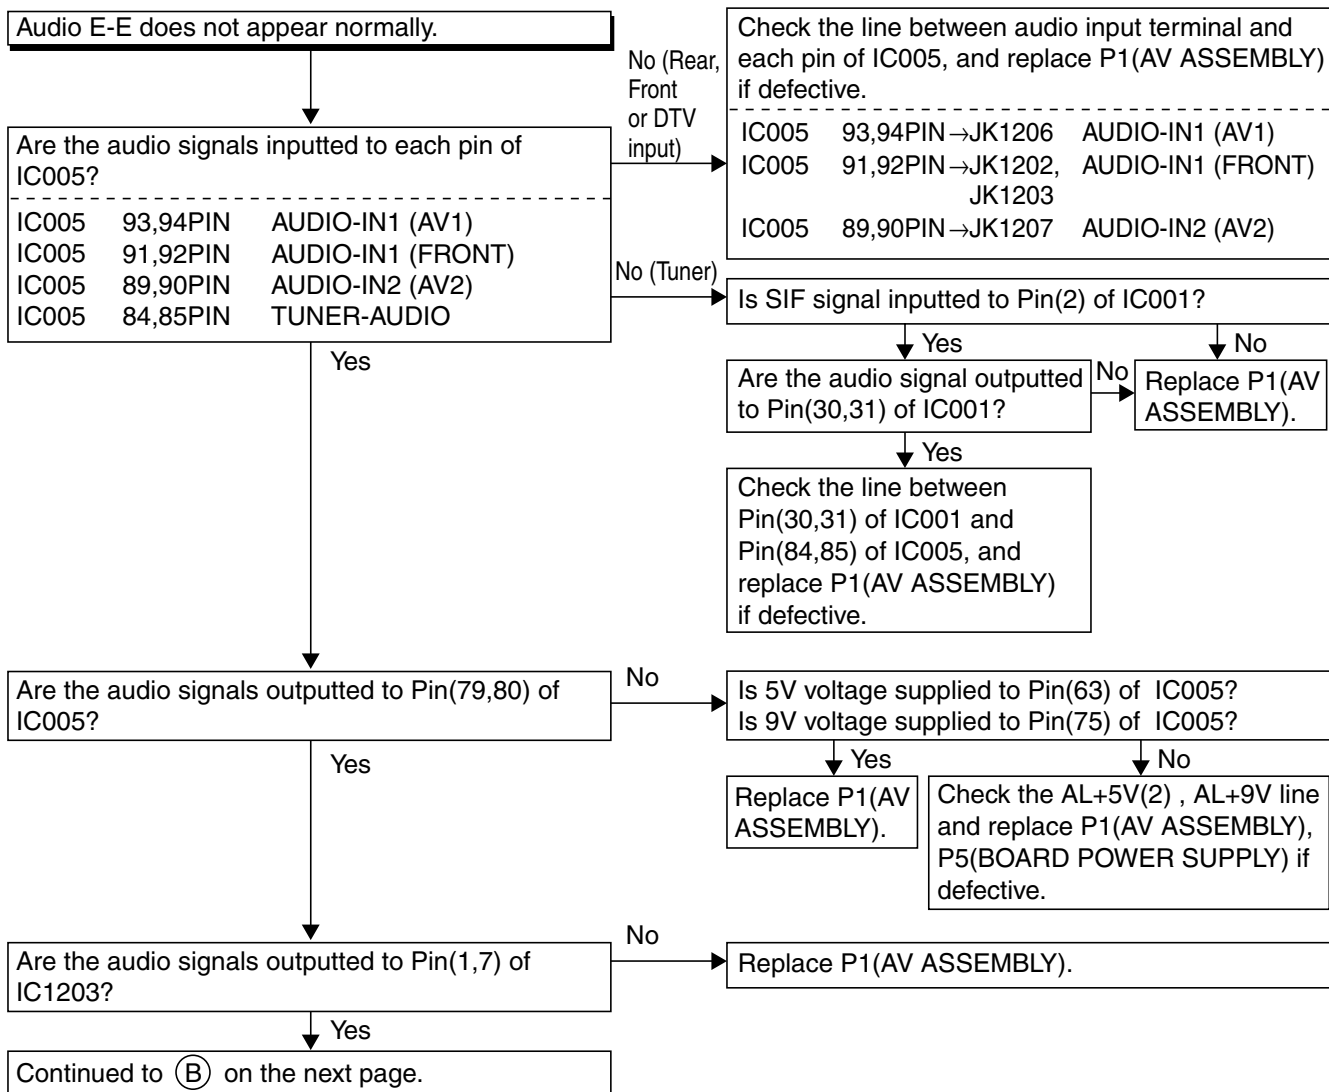 Audio E-E does not appear normally.
No (Rear,
Front
or DTV
input)
Check the line between audio input terminal and
each pin of IC005, and replace P1(AV ASSEMBLY)
if defective.
IC005 93,94PIN→JK1206 AUDIO-IN1 (AV1)
IC005 91,92PIN→JK1202, AUDIO-IN1 (FRONT)
JK1203
IC005 89,90PIN→JK1207 AUDIO-IN2 (AV2)
Are the audio signals inputted to each pin of
IC005?
IC005 93,94PIN AUDIO-IN1 (AV1)
IC005 91,92PIN AUDIO-IN1 (FRONT)
IC005 89,90PIN AUDIO-IN2 (AV2)
IC005 84,85PIN TUNER-AUDIO
No (Tuner)
Is SIF signal inputted to Pin(2) of IC001?
Yes
No
Yes
Are the audio signal outputted
to Pin(30,31) of IC001?
No
Replace P1(AV
ASSEMBLY).
Yes
Check the line between
Pin(30,31) of IC001 and
Pin(84,85) of IC005, and
replace P1(AV ASSEMBLY)
if defective.
Are the audio signals outputted to Pin(79,80) of
IC005?
No
Is 5V voltage supplied to Pin(63) of IC005?
Is 9V voltage supplied to Pin(75) of IC005?
Yes
Yes
No
Replace P1(AV
ASSEMBLY).
Check the AL+5V(2) , AL+9V line
and replace P1(AV ASSEMBLY),
P5(BOARD POWER SUPPLY) if
defective.
Are the audio signals outputted to Pin(1,7) of
IC1203?
No
Replace P1(AV ASSEMBLY).
Yes
Continued to B on the next page.